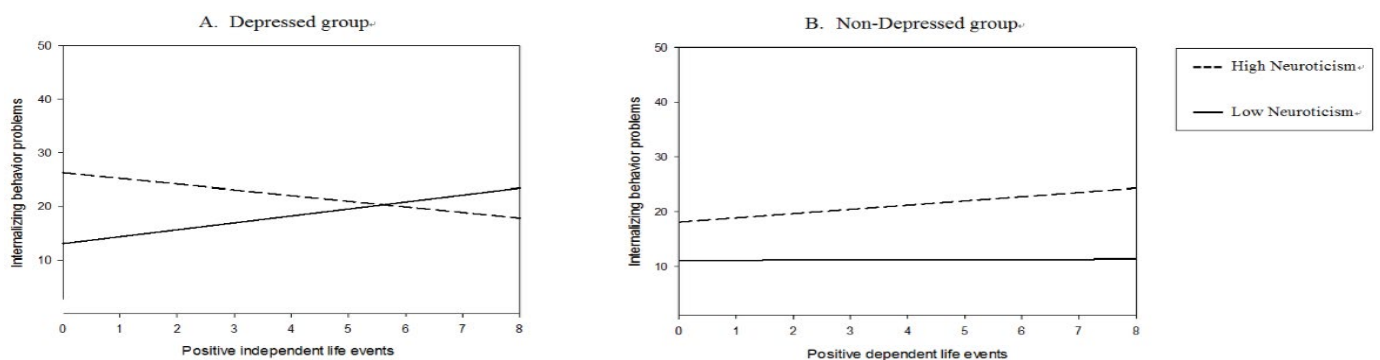 A. Depressed group
50
40
30
20
10
Internalizing behavior problems
0 1 2 3 4 5 6 7 8
Positive independent life events
B. Non-Depressed group
50
40
30
20
10
Internalizing behavior problems
0 1 2 3 4 5 6 7 8
Positive dependent life events
High Neuroticism
Low Neuroticism